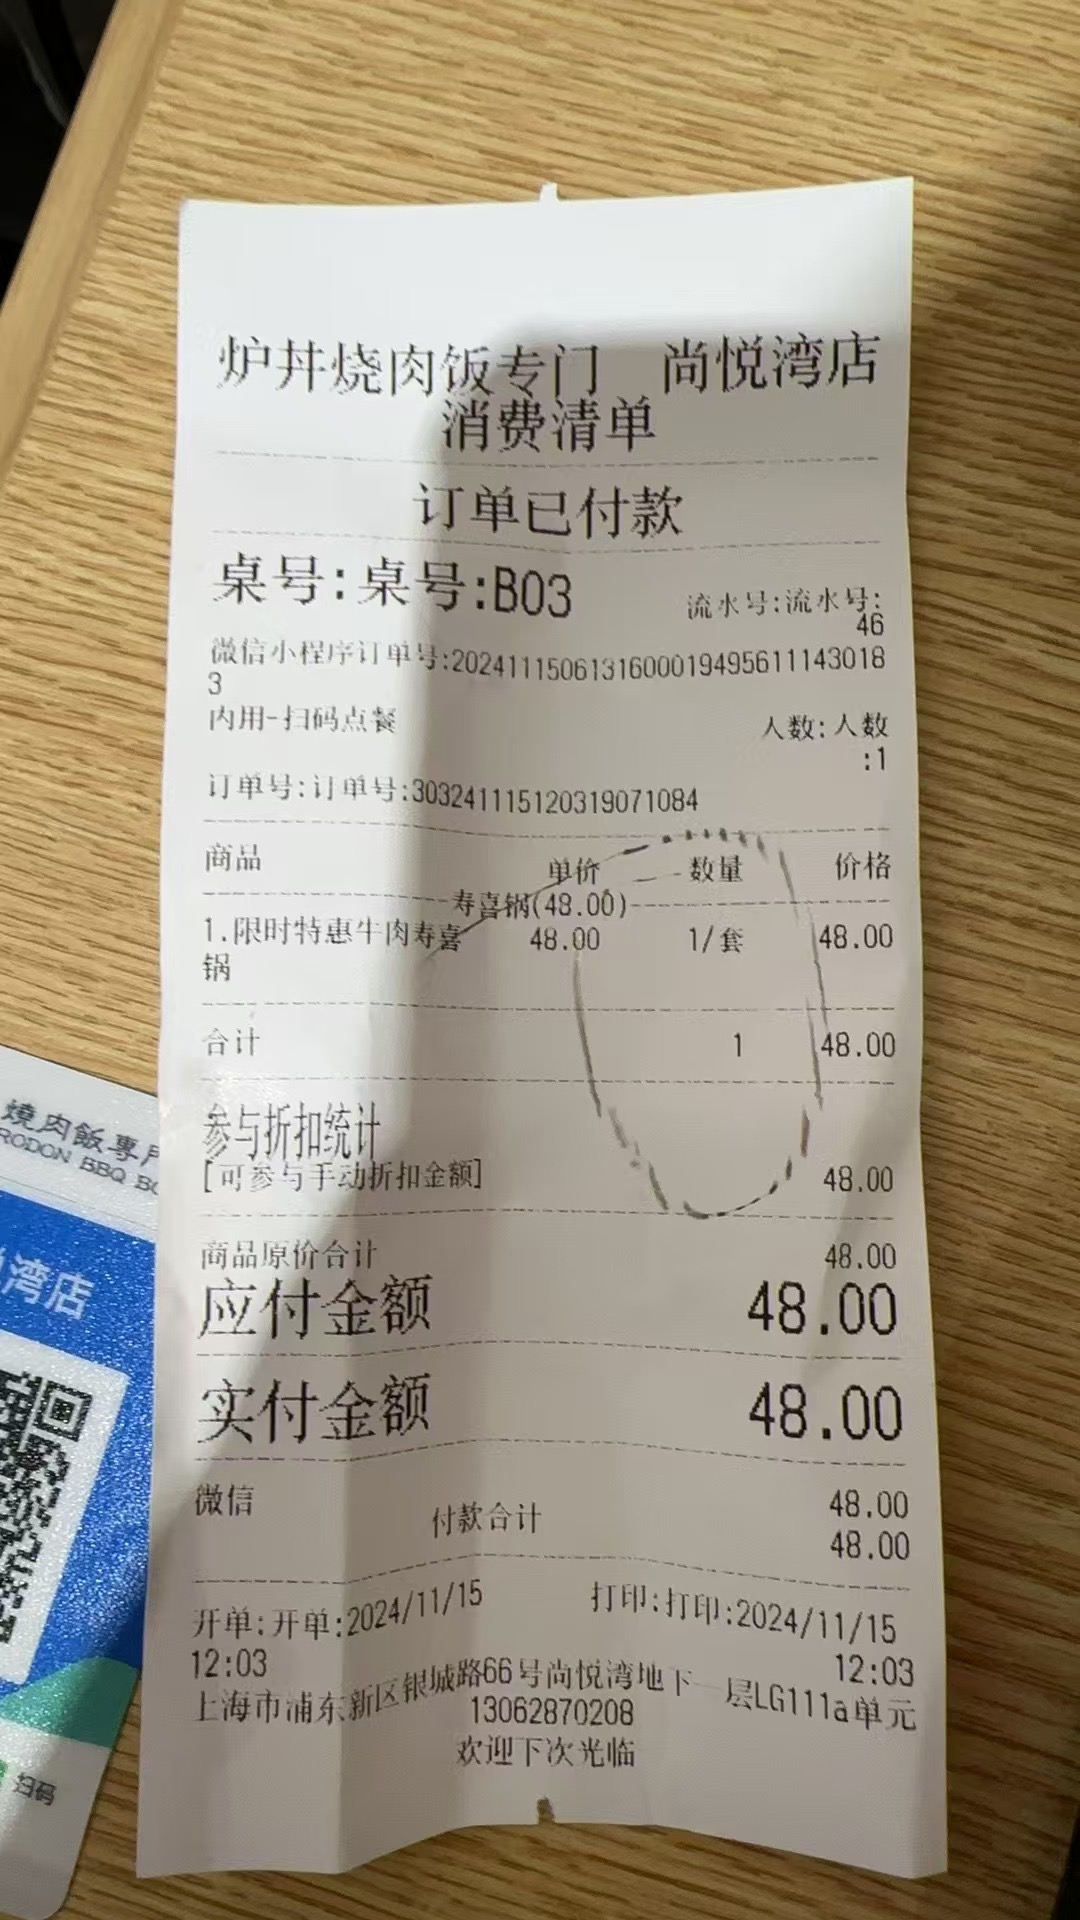 炉丼烧肉饭专门 尚悦湾店
消费清单
订单已付款
桌号:桌号:B03
流水号:流水号:
46
微信小程序订单号:2024111506131600019495611143018
3
内用-扫码点餐
人数:人数
:1
订单号:订单号:303241115120319071084
商品 单价 数量 价格
寿喜锅(48.00)
1.限时特惠牛肉寿喜 48.00 1/套 48.00
锅
合计 1 48.00
参与折扣统计
[可参与手动折扣金额] 48.00
商品原价合计 48.00
应付金额 48.00
实付金额 48.00
微信 48.00
付款合计 48.00
开单:开单:2024/11/15 打印:打印:2024/11/15
12:03 12:03
上海市浦东新区银城路66号尚悦湾地下一层LG111a单元
13062870208
欢迎下次光临
燒肉飯專門
RODON BBQ BO
湾店
扫码